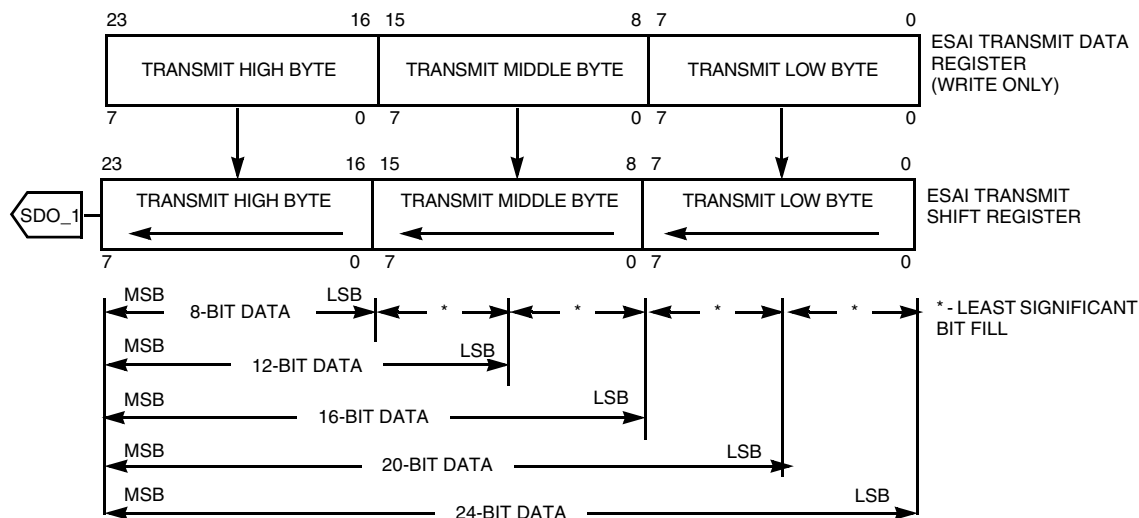 23 16 15 8 7 0
TRANSMIT HIGH BYTE TRANSMIT MIDDLE BYTE TRANSMIT LOW BYTE
ESAI TRANSMIT DATA
REGISTER
(WRITE ONLY)
7 0 7 0 7 0
23 16 15 8 7 0
SDO_1
TRANSMIT HIGH BYTE TRANSMIT MIDDLE BYTE TRANSMIT LOW BYTE
ESAI TRANSMIT
SHIFT REGISTER
7 0 7 0 7 0
MSB LSB
8-BIT DATA * * * *
* - LEAST SIGNIFICANT
BIT FILL
MSB LSB
12-BIT DATA
MSB LSB
16-BIT DATA
MSB LSB
20-BIT DATA
MSB LSB
24-BIT DATA